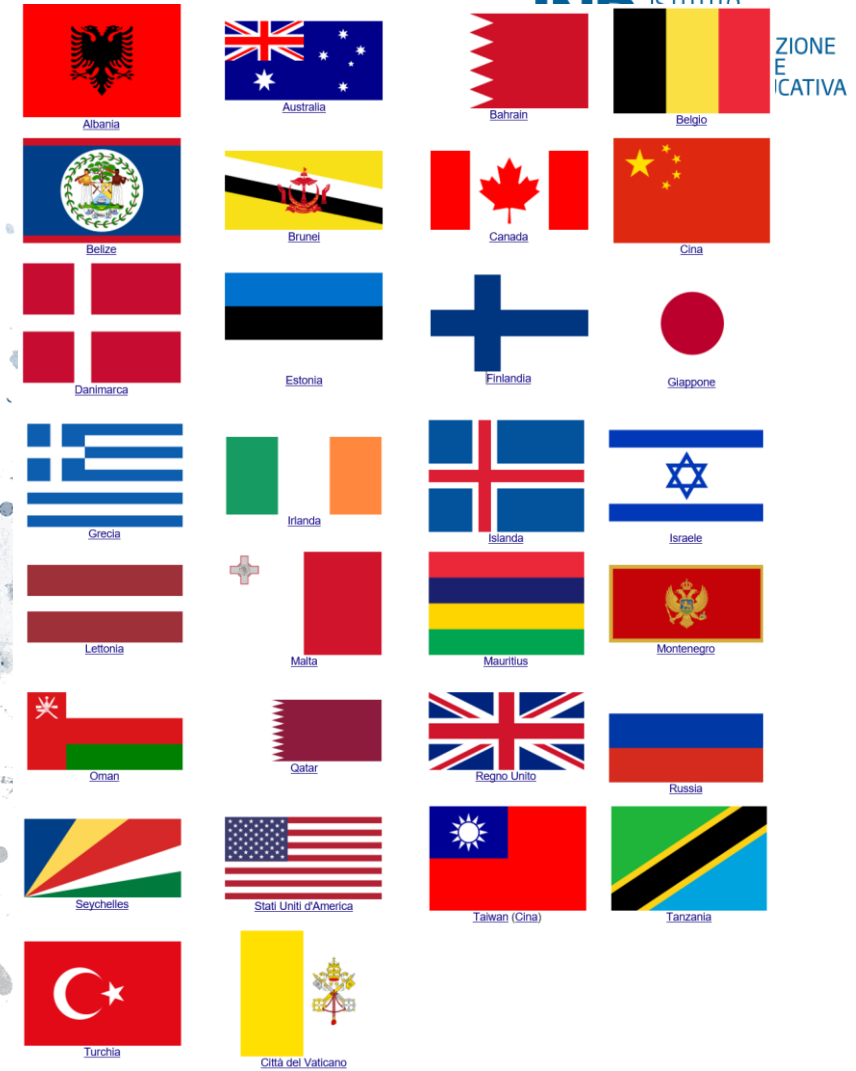 ZIONE
E
Albania
Australia
Bahrain
Belgio
Belize
Brunei
Canada
Cina
Danimarca
Estonia
Finlandia
Giappone
Grecia
Irlanda
Islanda
Israele
Lettonia
Malta
Mauritius
Montenegro
Oman
Qatar
Regno Unito
Russia
Seychelles
Stati Uniti d'America
Taiwan (Cina)
Tanzania
Turchia
Città del Vaticano